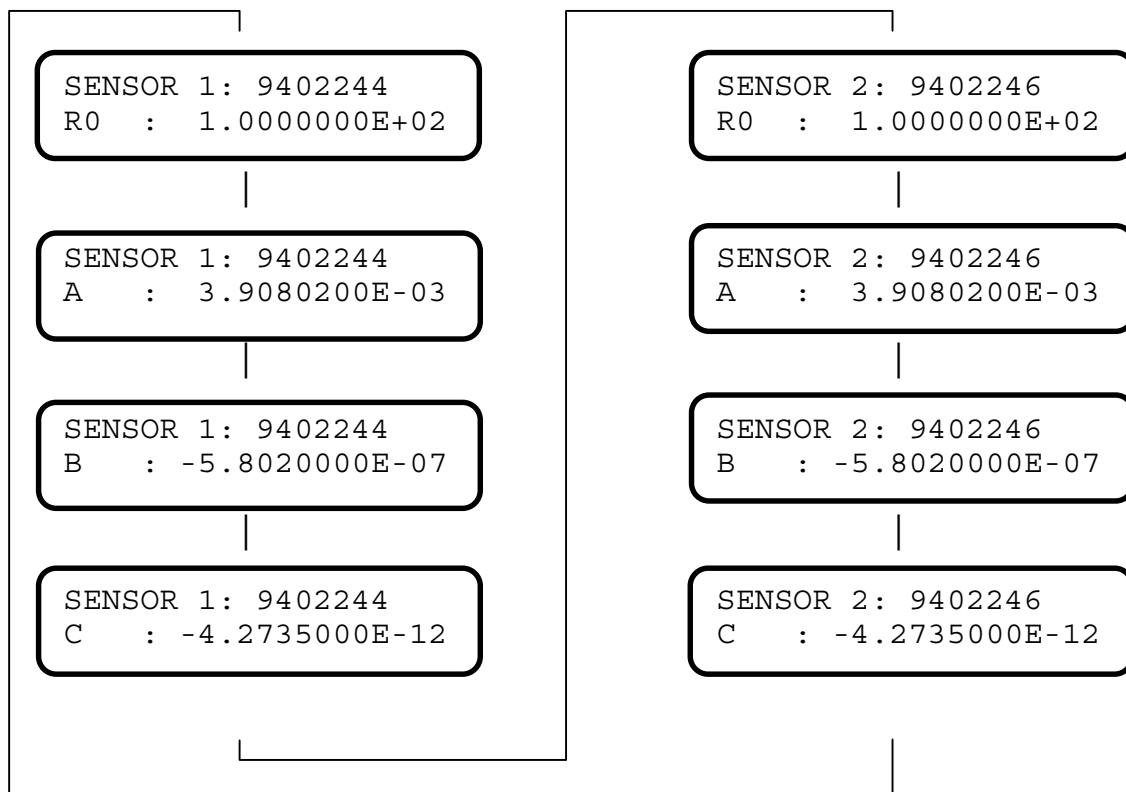 SENSOR 1: 9402244
R0  :  1.0000000E+02
SENSOR 1: 9402244
A   :  3.9080200E-03
SENSOR 1: 9402244
B   : -5.8020000E-07
SENSOR 1: 9402244
C   : -4.2735000E-12
SENSOR 2: 9402246
R0  :  1.0000000E+02
SENSOR 2: 9402246
A   :  3.9080200E-03
SENSOR 2: 9402246
B   : -5.8020000E-07
SENSOR 2: 9402246
C   : -4.2735000E-12